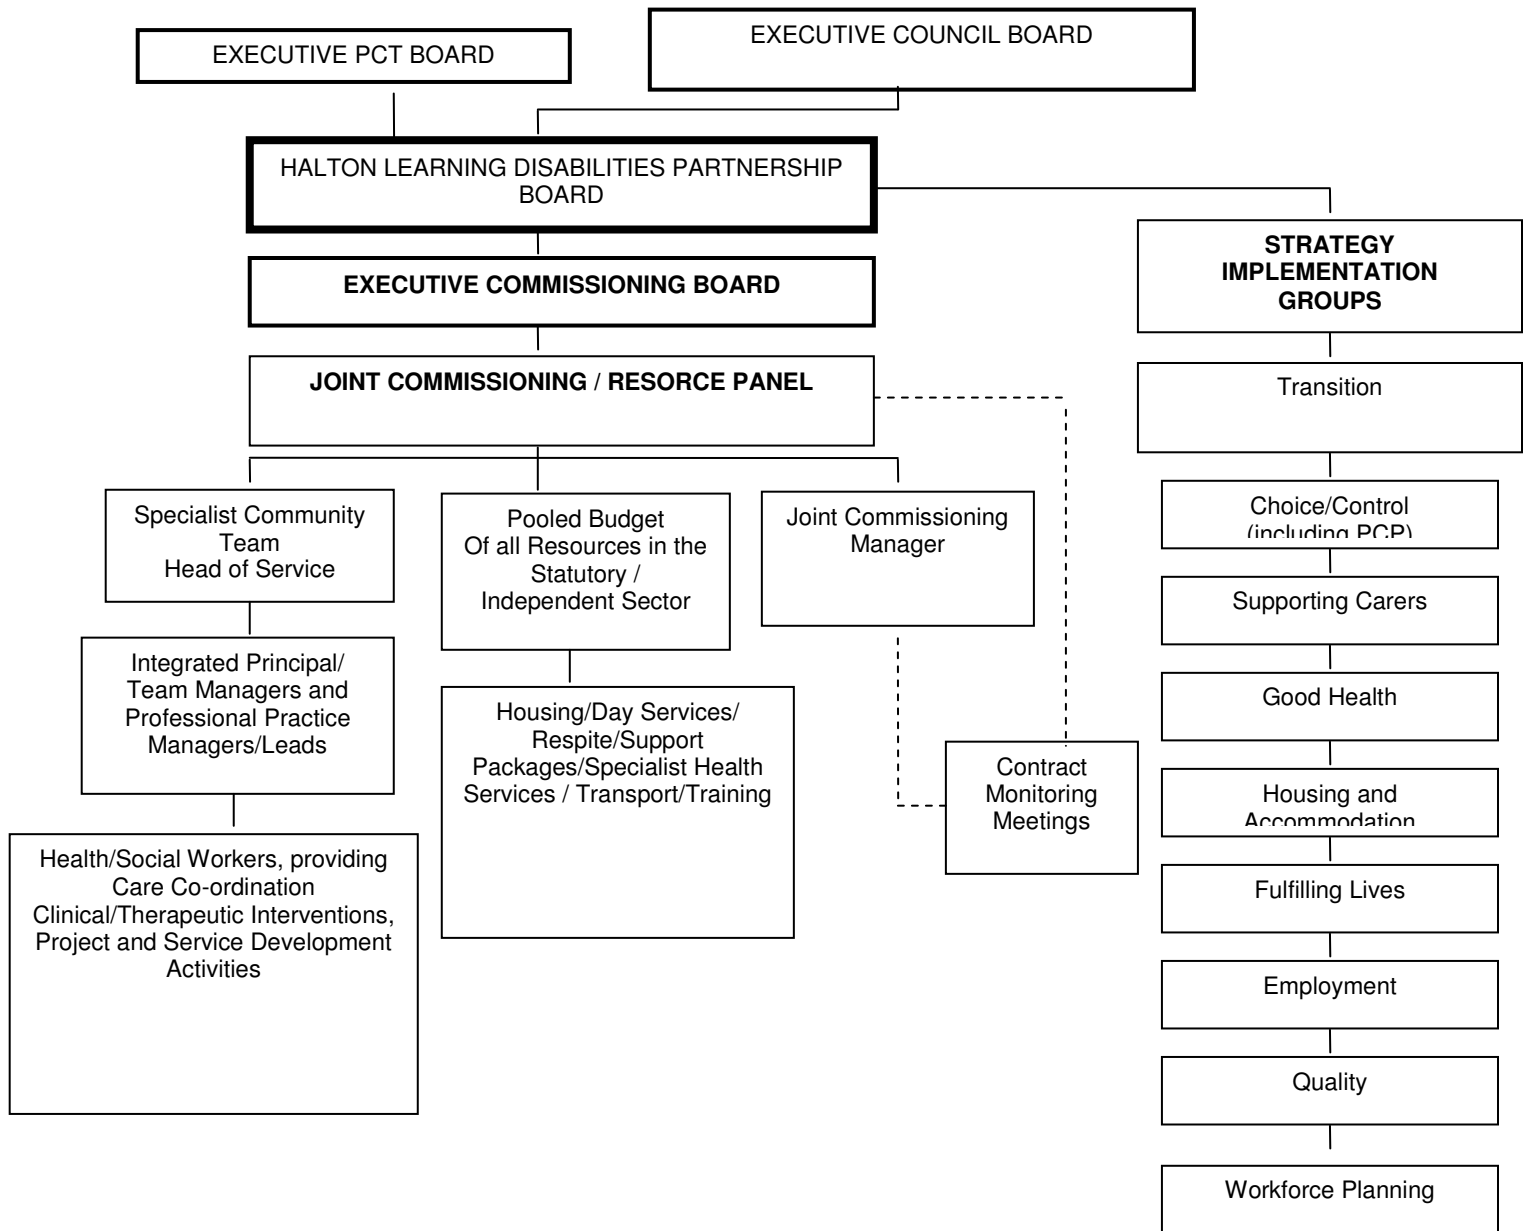 EXECUTIVE PCT BOARD
EXECUTIVE COUNCIL BOARD
HALTON LEARNING DISABILITIES PARTNERSHIP
BOARD
EXECUTIVE COMMISSIONING BOARD
JOINT COMMISSIONING / RESORCE PANEL
Specialist Community
Team
Head of Service
Pooled Budget
Of all Resources in the
Statutory /
Independent Sector
Joint Commissioning
Manager
Integrated Principal/
Team Managers and
Professional Practice
Managers/Leads
Housing/Day Services/
Respite/Support
Packages/Specialist Health
Services / Transport/Training
Contract
Monitoring
Meetings
Health/Social Workers, providing
Care Co-ordination
Clinical/Therapeutic Interventions,
Project and Service Development
Activities
STRATEGY
IMPLEMENTATION
GROUPS
Transition
Choice/Control
(including PCP)
Supporting Carers
Good Health
Housing and
Accommodation
Fulfilling Lives
Employment
Quality
Workforce Planning